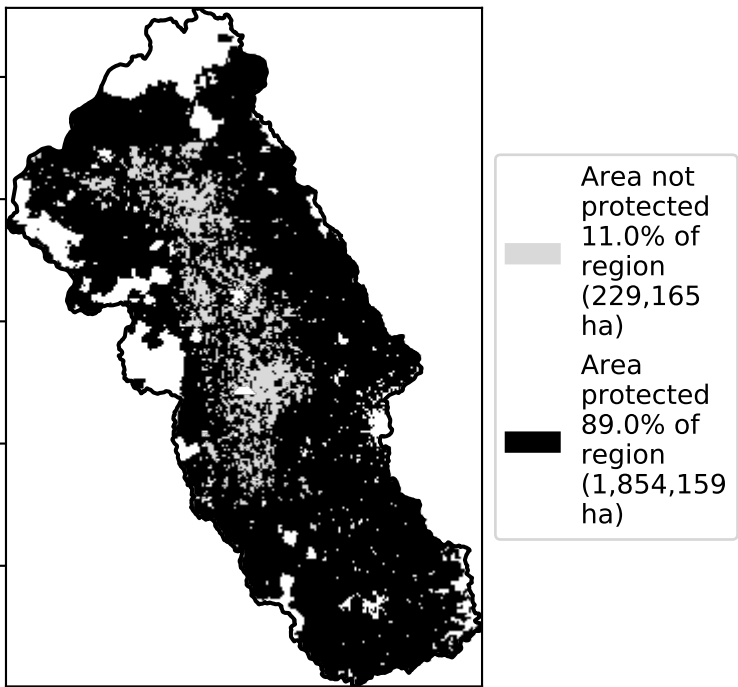 Area not
protected
11.0% of
region
(229,165
ha)
Area
protected
89.0% of
region
(1,854,159
ha)